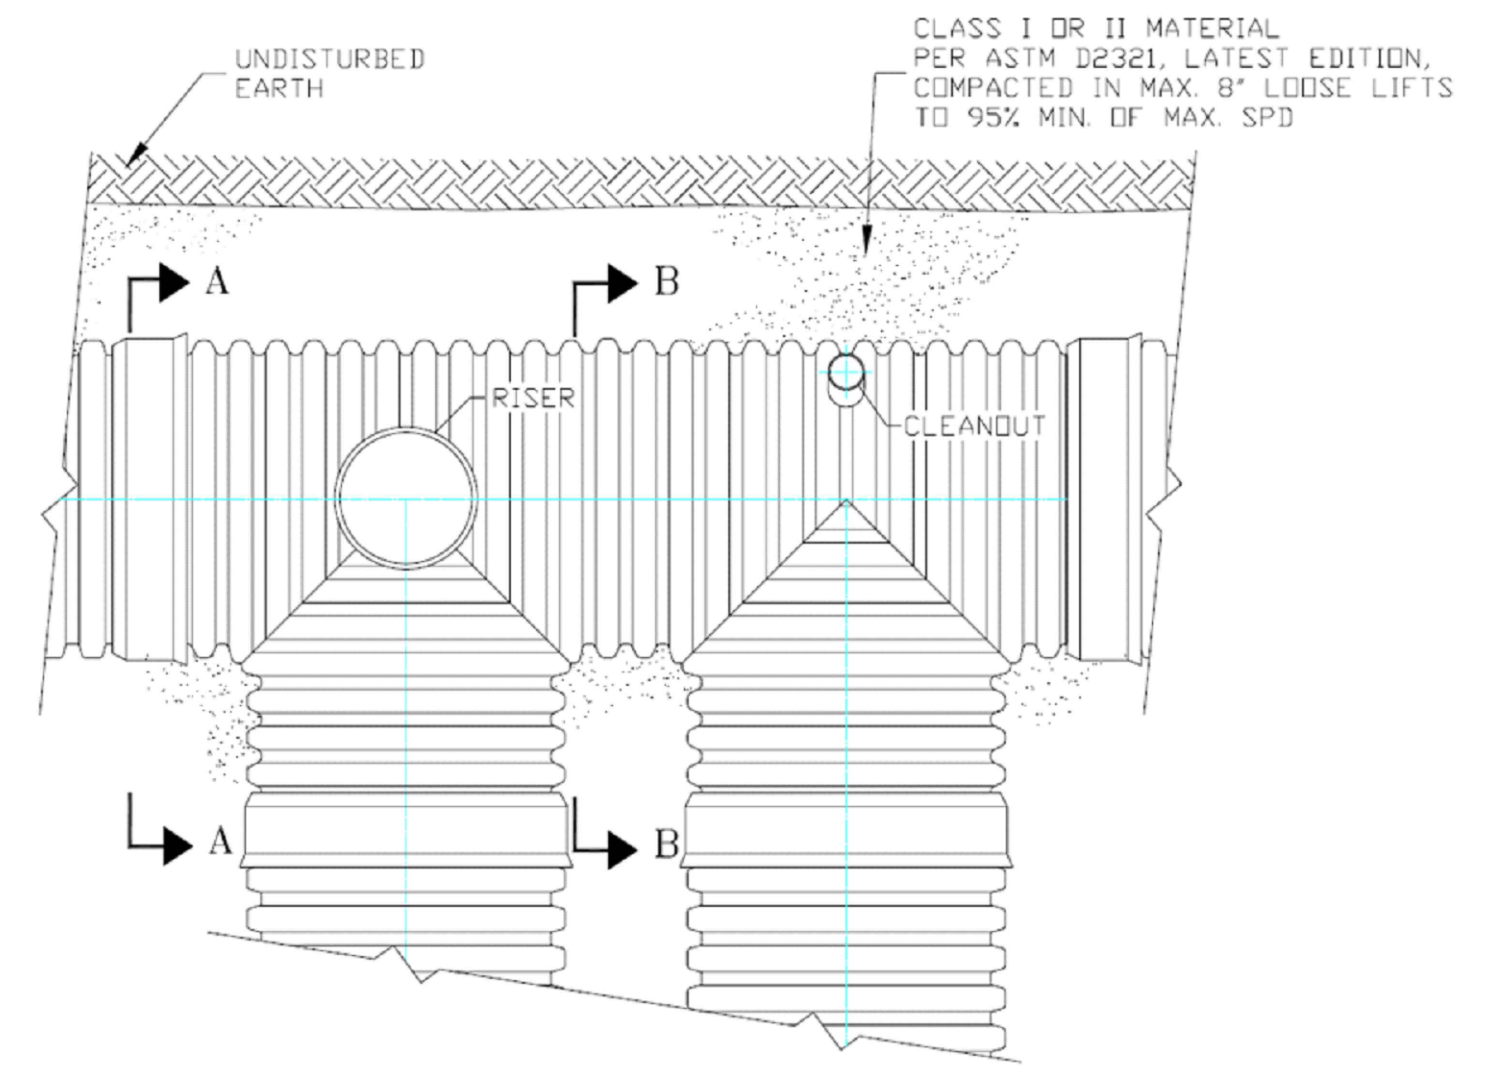 UNDISTURBED
EARTH
CLASS I OR II MATERIAL
PER ASTM D2321, LATEST EDITION,
COMPACTED IN MAX. 8" LOOSE LIFTS
TO 95% MIN. OF MAX. SPD
A
B
RISER
CLEANOUT
A
B